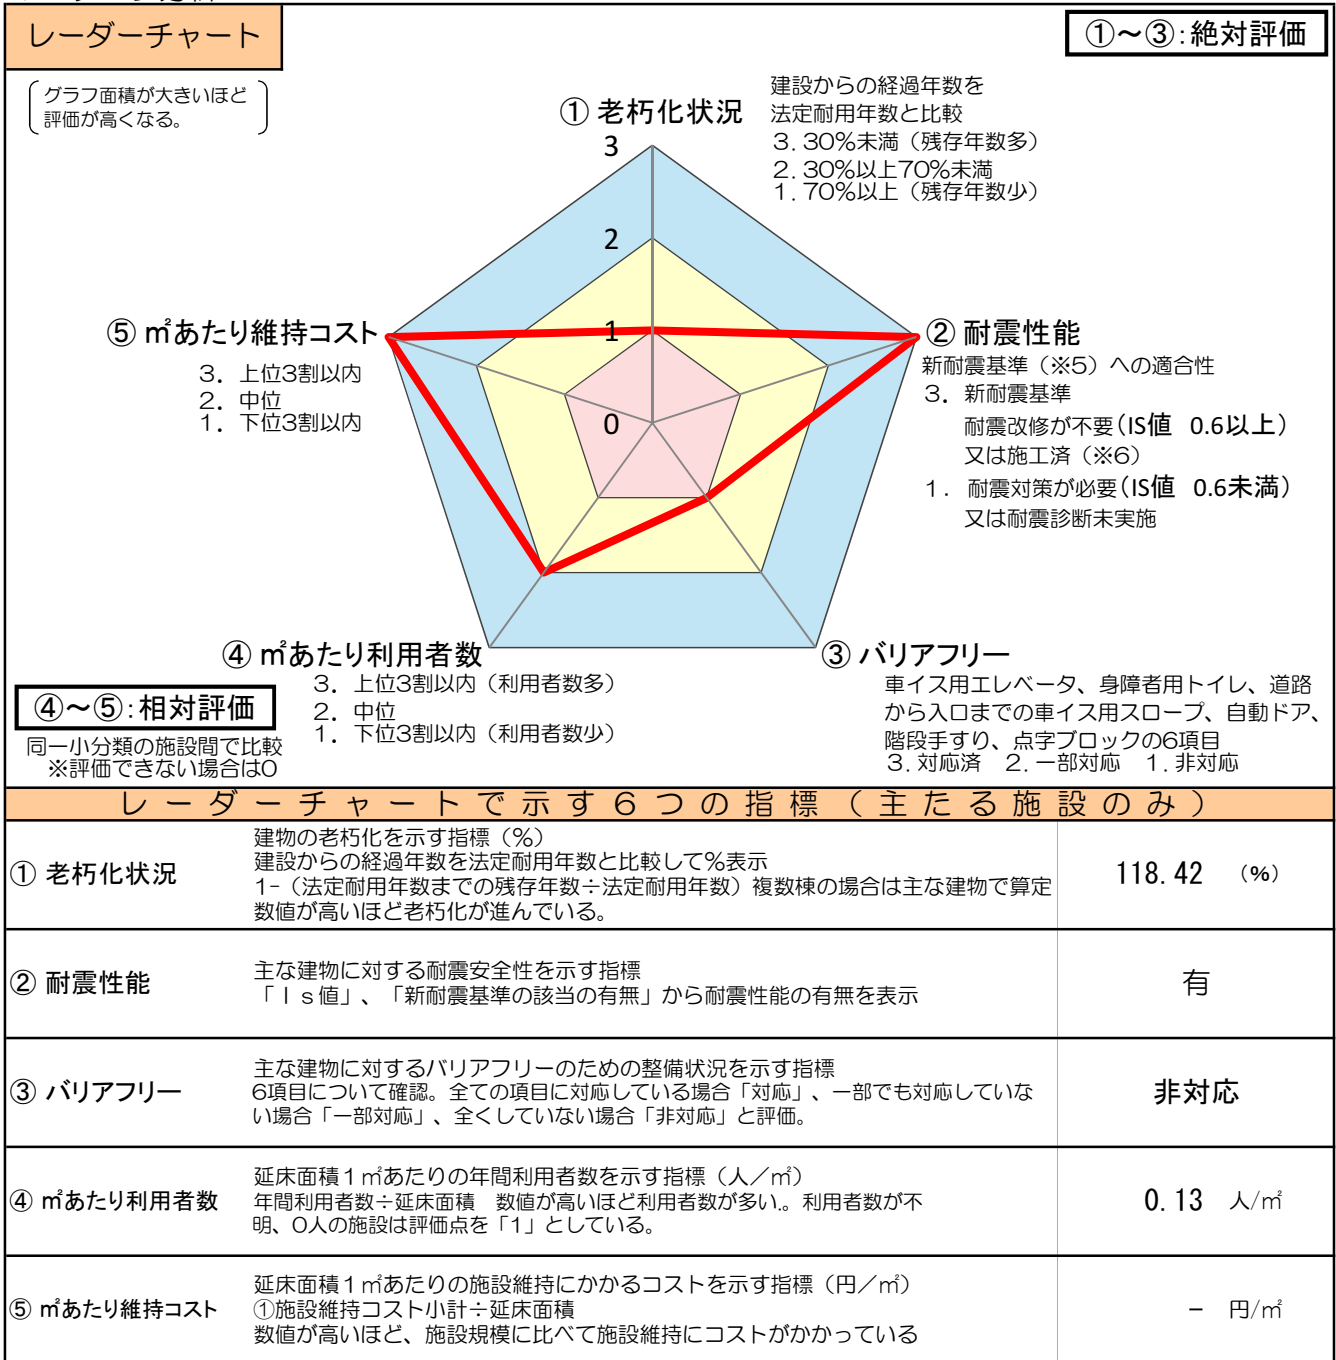 レーダーチャート
①～③:絶対評価
グラフ面積が大きいほど
評価が高くなる。
① 老朽化状況
建設からの経過年数を
法定耐用年数と比較
3．30%未満（残存年数多）
2．30%以上70%未満
1．70%以上（残存年数少）
3
2
1
0
⑤ ㎡あたり維持コスト
3． 上位3割以内
2． 中位
1． 下位3割以内
② 耐震性能
新耐震基準（※5）への適合性
3． 新耐震基準
耐震改修が不要(IS値 0.6以上)
又は施工済（※6）
1． 耐震対策が必要(IS値 0.6未満)
又は耐震診断未実施
④ ㎡あたり利用者数
3． 上位3割以内（利用者数多）
2． 中位
1． 下位3割以内（利用者数少）
③ バリアフリー
車イス用エレベータ、身障者用トイレ、道路
から入口までの車イス用スロープ、自動ドア、
階段手すり、点字ブロックの6項目
3．対応済 2．一部対応 1．非対応
④～⑤:相対評価
同一小分類の施設間で比較
※評価できない場合は0
レーダーチャートで示す６つの指標（主たる施設のみ）
① 老朽化状況
建物の老朽化を示す指標（%）
建設からの経過年数を法定耐用年数と比較して%表示
1-（法定耐用年数までの残存年数÷法定耐用年数）複数棟の場合は主な建物で算定
数値が高いほど老朽化が進んでいる。
118.42 （%）
② 耐震性能
主な建物に対する耐震安全性を示す指標
「Ｉｓ値」、「新耐震基準の該当の有無」から耐震性能の有無を表示
有
③ バリアフリー
主な建物に対するバリアフリーのための整備状況を示す指標
6項目について確認。全ての項目に対応している場合「対応」、一部でも対応していな
い場合「一部対応」、全くしていない場合「非対応」と評価。
非対応
④ ㎡あたり利用者数
延床面積１㎡あたりの年間利用者数を示す指標（人／㎡）
年間利用者数÷延床面積 数値が高いほど利用者数が多い。利用者数が不
明、0人の施設は評価点を「1」としている。
0.13 人/㎡
⑤ ㎡あたり維持コスト
延床面積１㎡あたりの施設維持にかかるコストを示す指標（円／㎡）
①施設維持コスト小計÷延床面積
数値が高いほど、施設規模に比べて施設維持にコストがかかっている
- 円/㎡